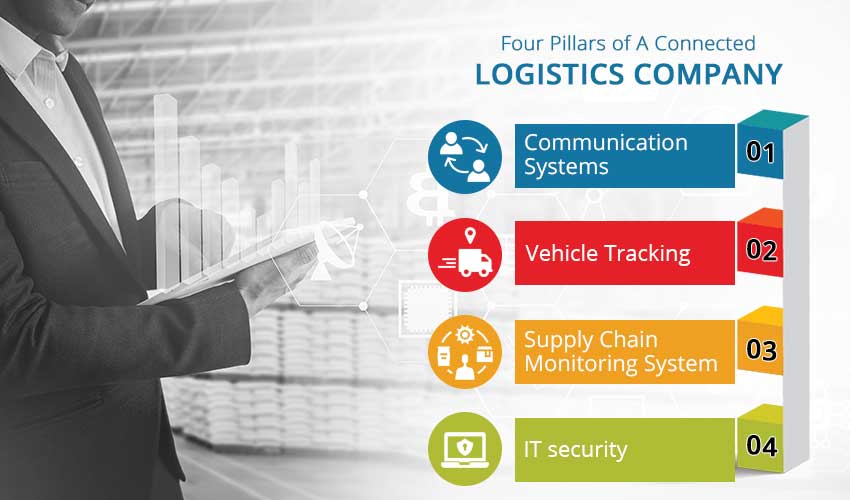 Four Pillars of A Connected
LOGISTICS COMPANY
Communication
Systems
01
Vehicle Tracking
02
Supply Chain
Monitoring System
03
IT security
04